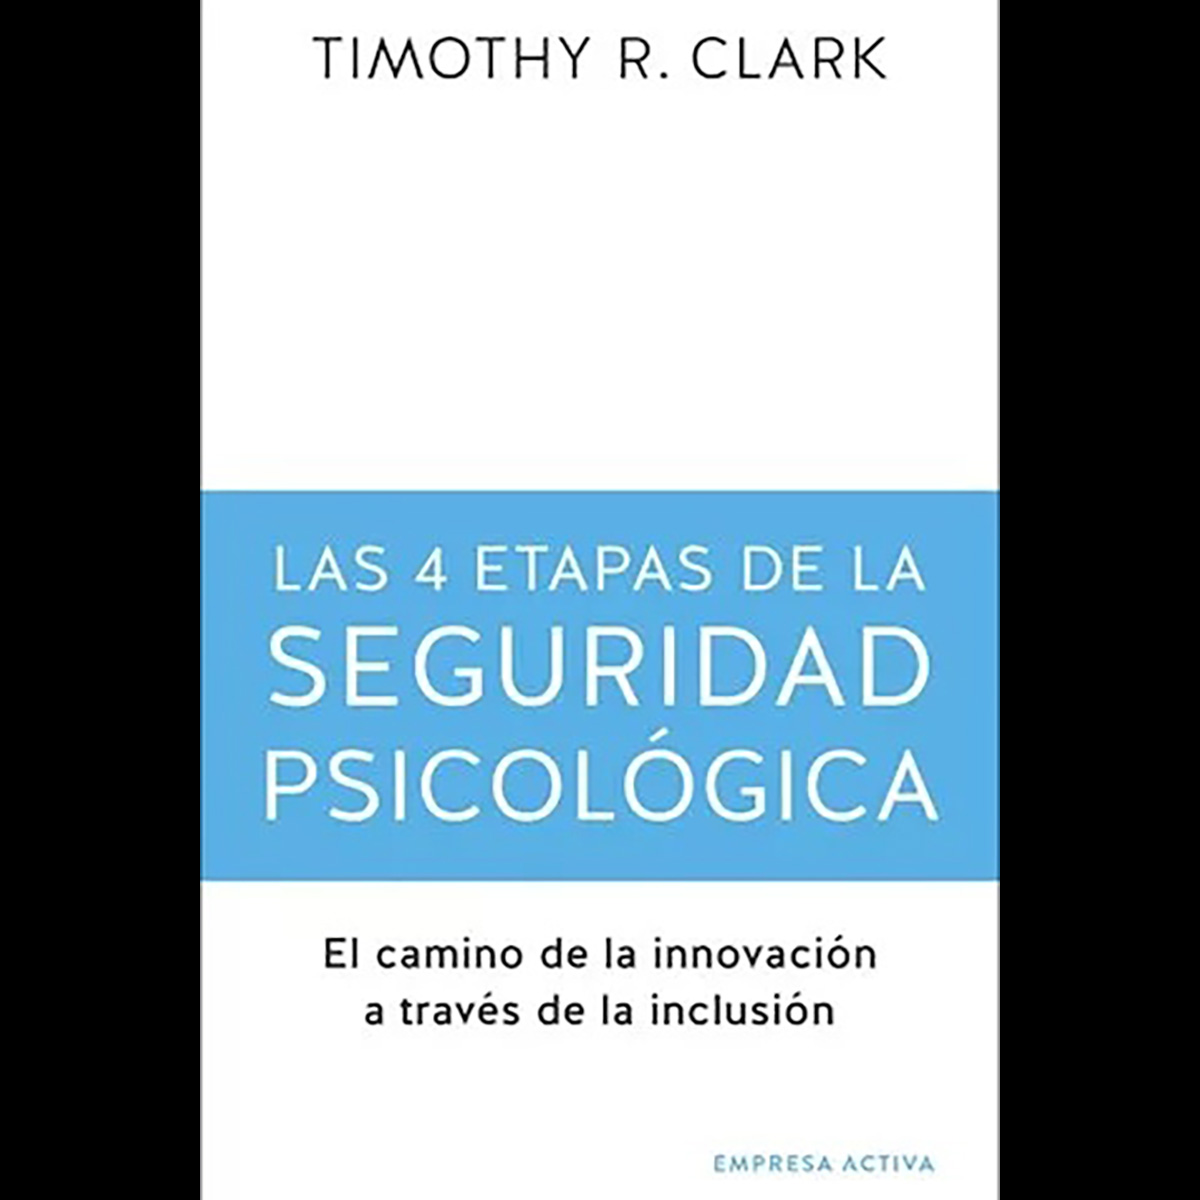 TIMOTHY R. CLARK
LAS 4 ETAPAS DE LA
SEGURIDAD
PSICOLÓGICA
El camino de la innovación
a través de la inclusión
EMPRESA ACTIVA